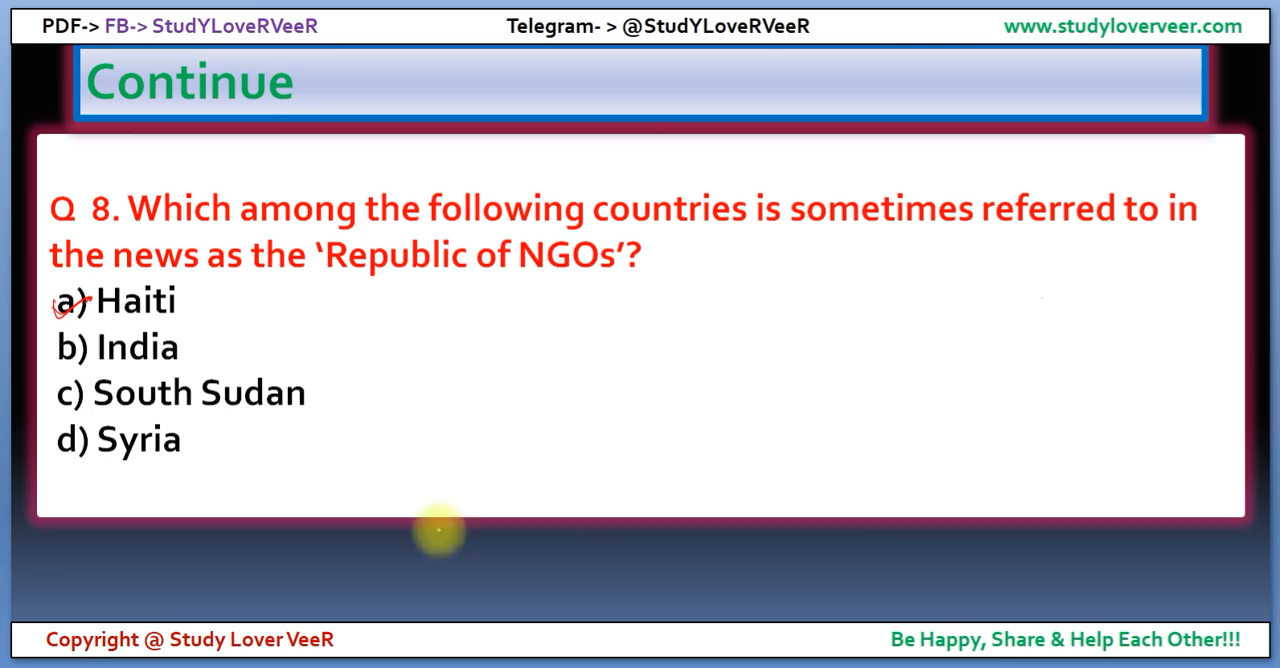 PDF-> FB-> StudYLoveRVeeR Telegram- > @StudYLoveRVeeR www.studyloverveer.com
Continue
Q 8. Which among the following countries is sometimes referred to in
the news as the ‘Republic of NGOs’?
a) Haiti
b) India
c) South Sudan
d) Syria
Copyright @ Study Lover VeeR Be Happy, Share & Help Each Other!!!